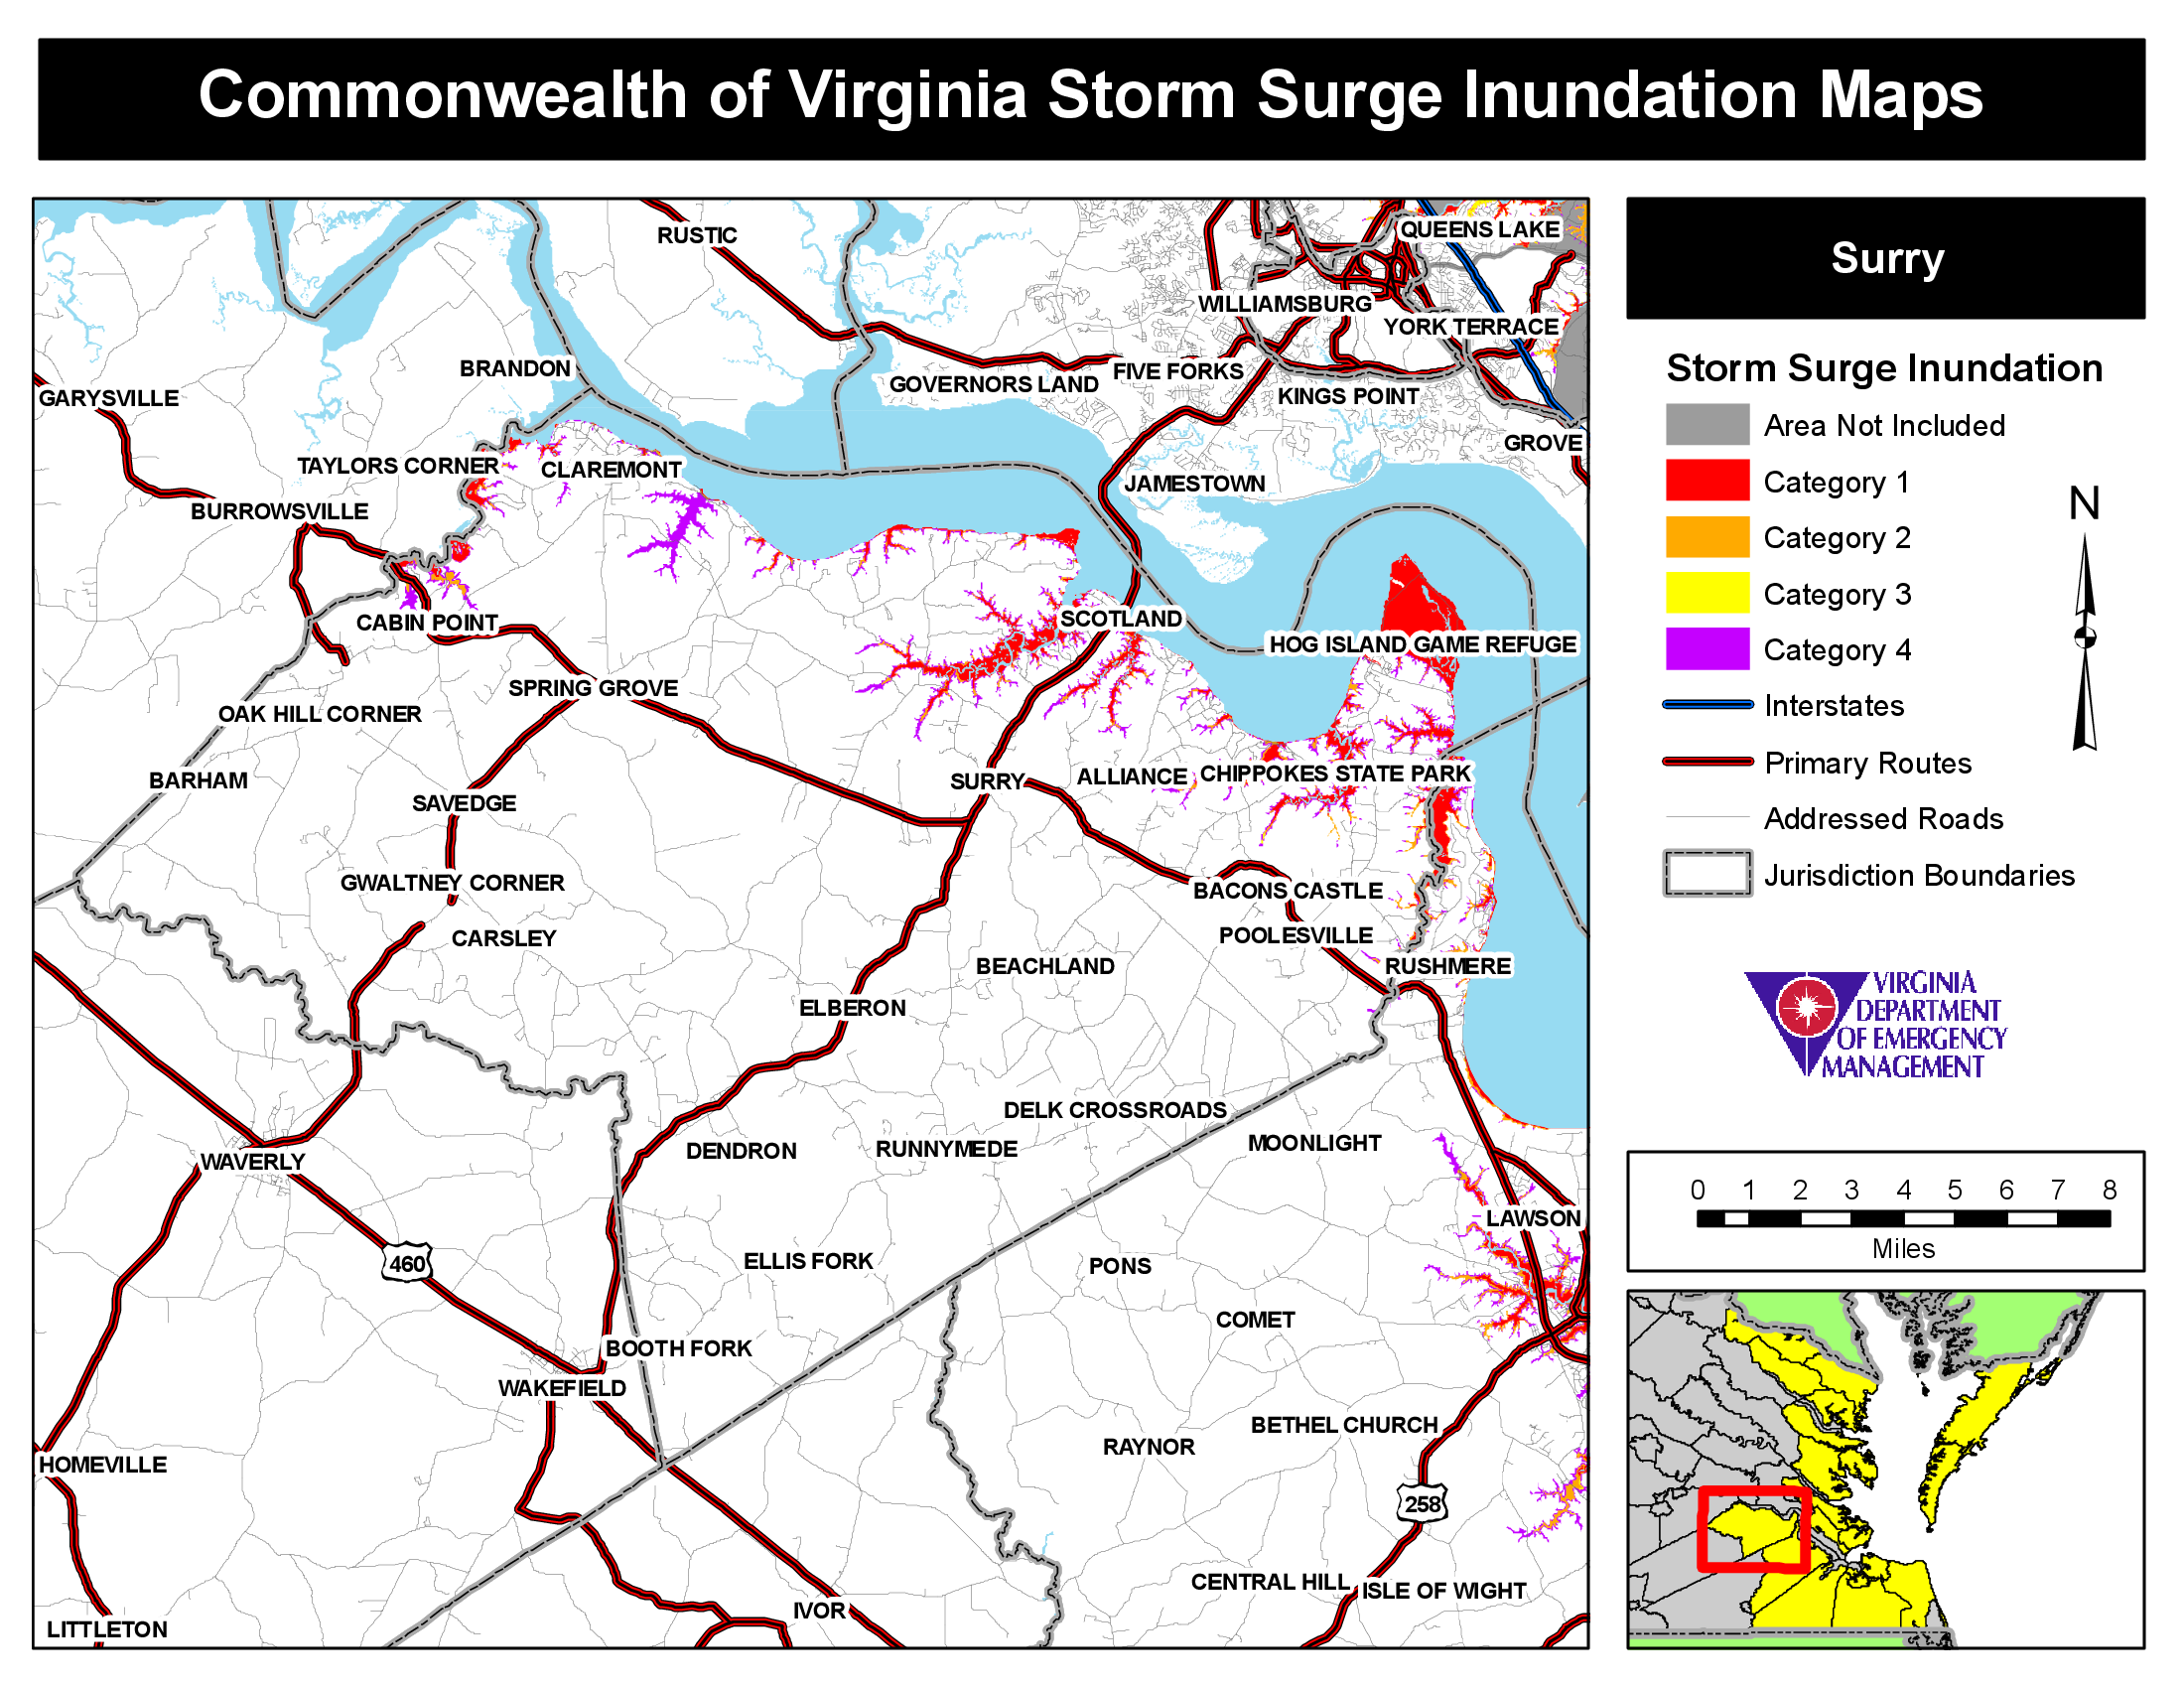 Commonwealth of Virginia Storm Surge Inundation Maps
RUSTIC
QUEENS LAKE
WILLIAMSBURG
YORK TERRACE
BRANDON
FIVE FORKS
GOVERNORS LAND
KINGS POINT
GARYSVILLE
GROVE
TAYLORS CORNER
CLAREMONT
JAMESTOWN
BURROWSVILLE
CABIN POINT
SCOTLAND
HOG ISLAND GAME REFUGE
SPRING GROVE
OAK HILL CORNER
BARHAM
SURRY
ALLIANCE
CHIPPOKES STATE PARK
SAVEDGE
GWALTNEY CORNER
BACONS CASTLE
CARSLEY
POOLESVILLE
BEACHLAND
RUSHMERE
ELBERON
DELK CROSSROADS
DENDRON
RUNNYMEDE
MOONLIGHT
WAVERLY
LAWSON
460
ELLIS FORK
PONS
COMET
BOOTH FORK
WAKEFIELD
BETHEL CHURCH
RAYNOR
HOMEVILLE
258
CENTRAL HILL
ISLE OF WIGHT
IVOR
LITTLETON
Surry
Storm Surge Inundation
Area Not Included
Category 1
Category 2
Category 3
Category 4
Interstates
Primary Routes
Addressed Roads
Jurisdiction Boundaries
N
VIRGINIA
DEPARTMENT
OF EMERGENCY
MANAGEMENT
0 1 2 3 4 5 6 7 8
Miles